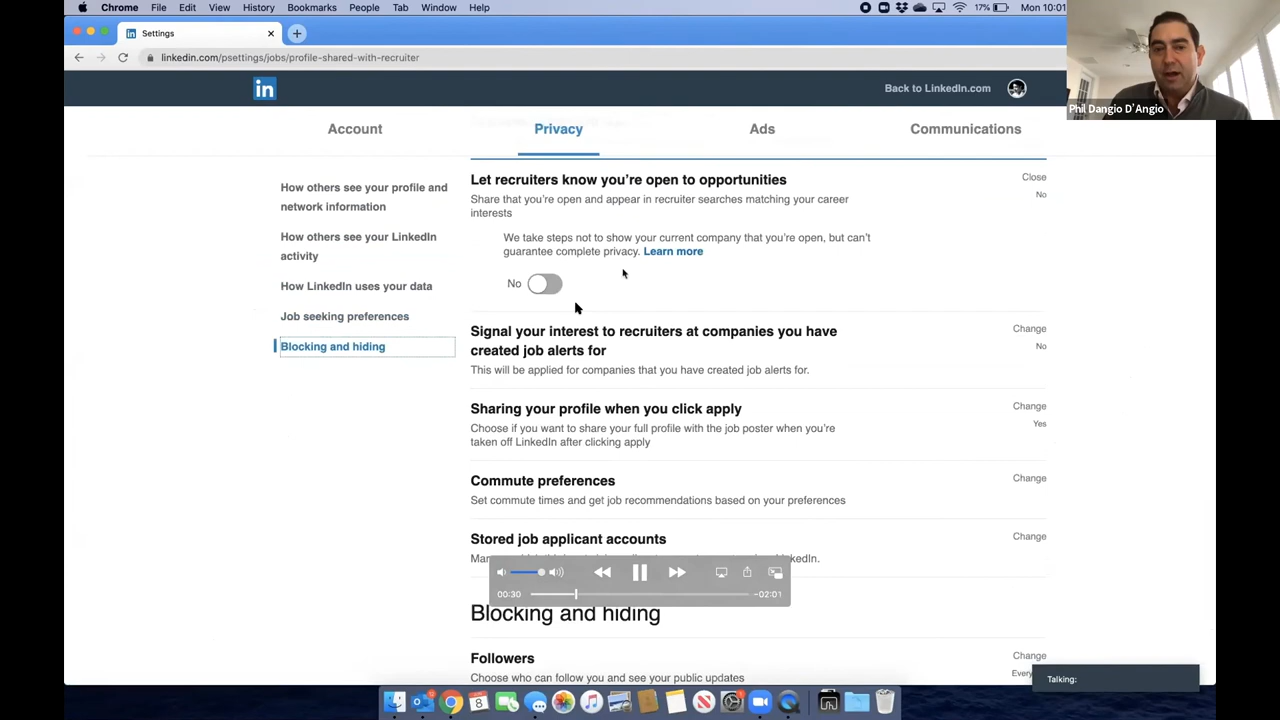 Chrome File Edit View History Bookmarks People Tab Window Help
17% Mon 10:01
in Settings × +
linkedin.com/psettings/jobs/profile-shared-with-recruiter
Phil Dangio D'Angio
in
Back to LinkedIn.com
Account Privacy Ads Communications
How others see your profile and
network information
How others see your LinkedIn
activity
How LinkedIn uses your data
Job seeking preferences
Blocking and hiding
Let recruiters know you're open to opportunities
Close
Share that you're open and appear in recruiter searches matching your career
interests
No
We take steps not to show your current company that you're open, but can't
guarantee complete privacy. Learn more
No
Signal your interest to recruiters at companies you have
created job alerts for
Change
No
This will be applied for companies that you have created job alerts for.
Sharing your profile when you click apply
Change
Choose if you want to share your full profile with the job poster when you're
taken off LinkedIn after clicking apply
Yes
Commute preferences
Change
Set commute times and get job recommendations based on your preferences
Stored job applicant accounts
Change
00:30 -02:01
Blocking and hiding
Followers
Change
Choose who can follow you and see your public updates
Talking:
8